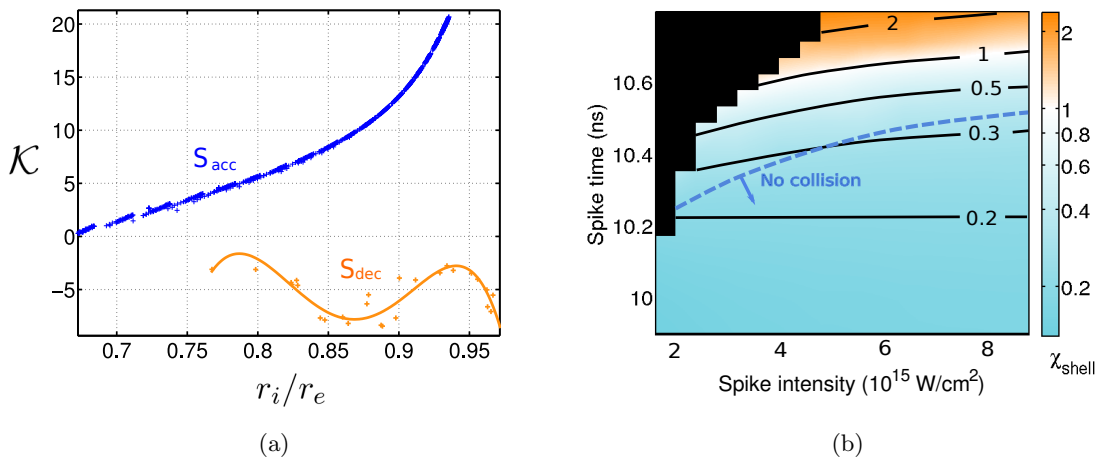 20
15
10
5
0
−5
𝒦
S acc
S dec
0.7 0.75 0.8 0.85 0.9 0.95
r_i/r_e
(a)
10.6
10.4
10.2
10
Spike time (ns)
2
1
0.5
0.3
No collision
0.2
2 4 6 8
Spike intensity (10^15 W/cm^2)
2
1
0.8
0.6
0.4
0.2
χ_shell
(b)